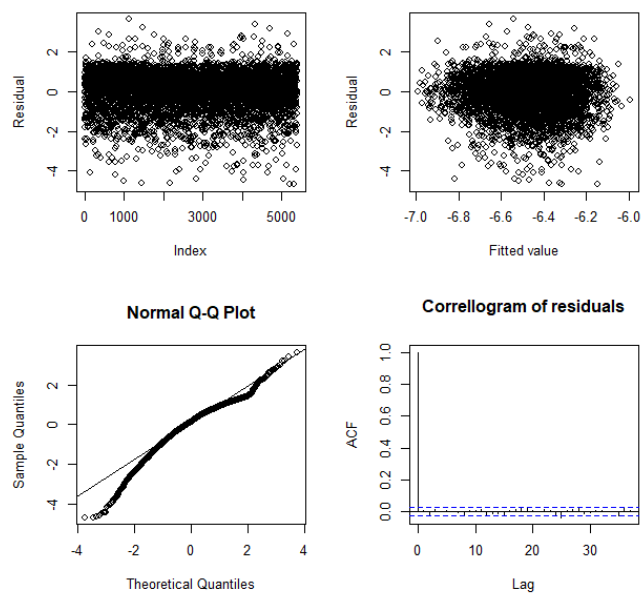 Residual
2
0
-2
-4
0 1000 3000 5000
Index
Residual
2
0
-2
-4
-7.0 -6.8 -6.6 -6.4 -6.2 -6.0
Fitted value
Normal Q-Q Plot
Sample Quantiles
2
0
-2
-4
-4 -2 0 2 4
Theoretical Quantiles
Correllogram of residuals
ACF
1.0
0.8
0.6
0.4
0.2
0.0
0 10 20 30
Lag